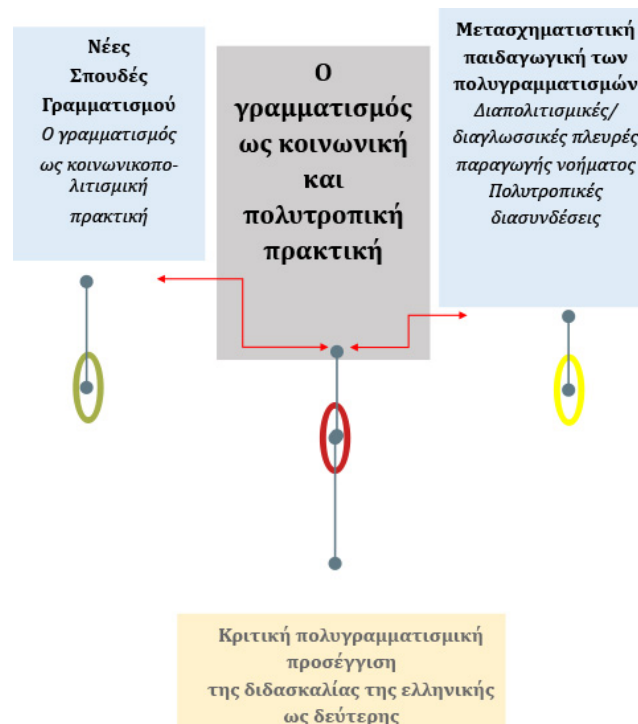 Νέες
Σπουδές
Γραμματισμού
Ο γραμματισμός
ως κοινωνικοπο-
λιτισμική
πρακτική
Ο
γραμματισμός
ως κοινωνική
και
πολυτροπική
πρακτική
Μετασχηματιστική
παιδαγωγική των
πολυγραμματισμών
Διαπολιτισμικές/
διαγλωσσικές πλευρές
παραγωγής νοήματος
Πολυτροπικές
διασυνδέσεις
Κριτική πολυγραμματισμική
προσέγγιση
της διδασκαλίας της ελληνικής
ως δεύτερης